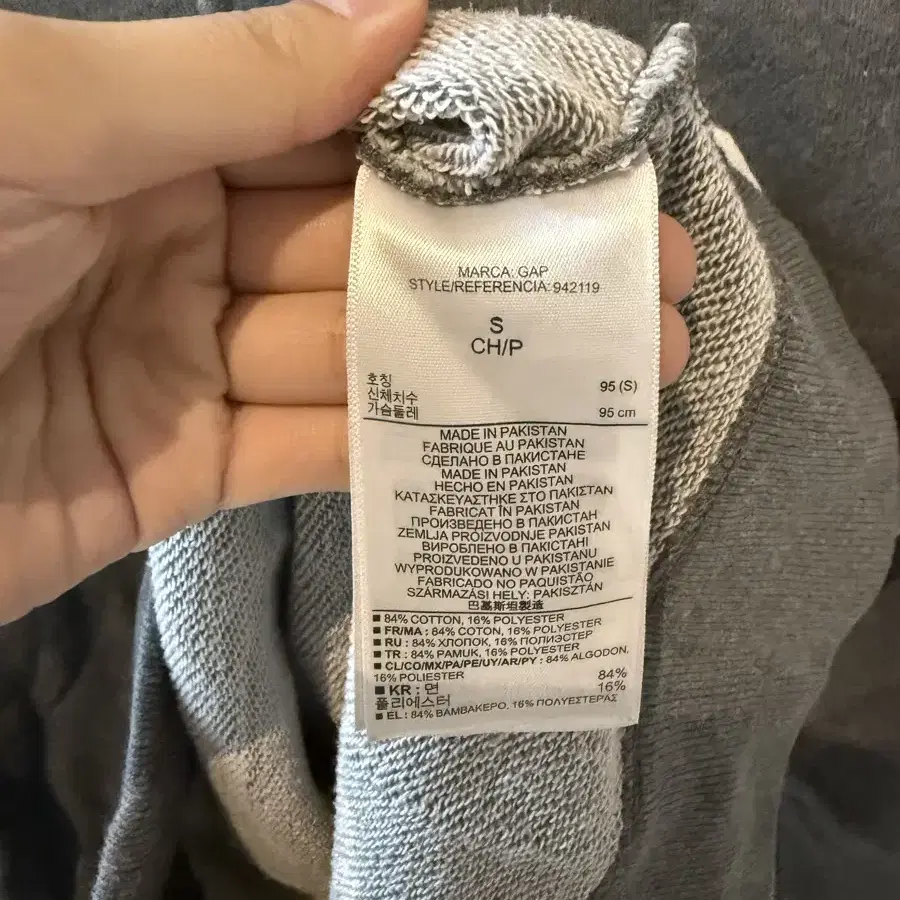 MARCA: GAP
STYLE/REFERENCIA: 942119
S
CH/P
호칭 95 (S)
신체치수
가슴둘레 95 cm
MADE IN PAKISTAN
FABRIQUE AU PAKISTAN
СДЕЛАНО В ПАКИСТАНЕ
MADE IN PAKISTAN
HECHO EN PAKISTAN
ΚΑΤΑΣΚΕΥΑΣΤΗΚΕ ΣΤΟ ΠΑΚΙΣΤΑΝ
FABRICAT ÎN PAKISTAN
ПРОИЗВЕДЕНО В ПАКИСТАН
ZEMLJA PROIZVODNJE PAKISTAN
ВИРОБЛЕНО В ПАКИСТАНІ
PROIZVEDENO U PAKISTANU
WYPRODUKOWANO W PAKISTANIE
FABRICADO NO PAQUISTÃO
SZÁRMAZÁSI HELY: PAKISZTÁN
巴基斯坦製造
■ 84% COTTON, 16% POLYESTER
■ FR/MA : 84% COTON, 16% POLYESTER
■ RU : 84% ХЛОПОК, 16% ПОЛИЭСТЕР
■ TR : 84% PAMUK, 16% POLYESTER
■ CL/CO/MX/PA/PE/UY/AR/PY : 84% ALGODON,
16% POLIESTER
■ KR : 면 84%
폴리에스터 16%
■ EL : 84% ΒΑΜΒΑΚΕΡΟ, 16% ΠΟΛΥΕΣΤΕΡΑΣ